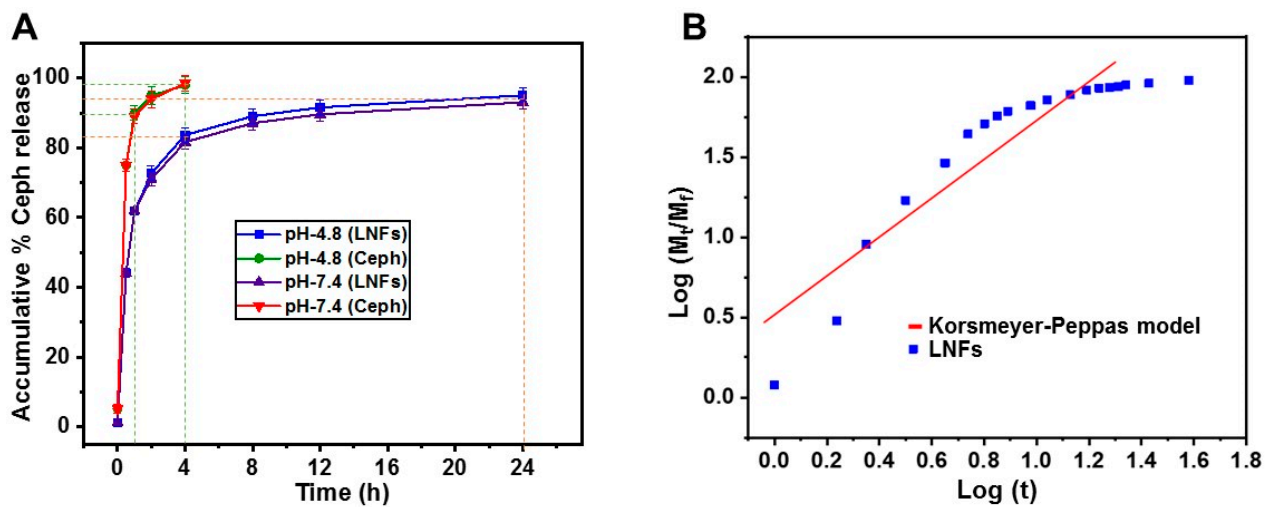 A
Accumulative % Ceph release
100
80
60
40
20
0
pH-4.8 (LNFs)
pH-4.8 (Ceph)
pH-7.4 (LNFs)
pH-7.4 (Ceph)
0 4 8 12 16 20 24
Time (h)
B
Log (Mt/Mf)
2.0
1.5
1.0
0.5
0.0
Korsmeyer-Peppas model
LNFs
0.0 0.2 0.4 0.6 0.8 1.0 1.2 1.4 1.6 1.8
Log (t)